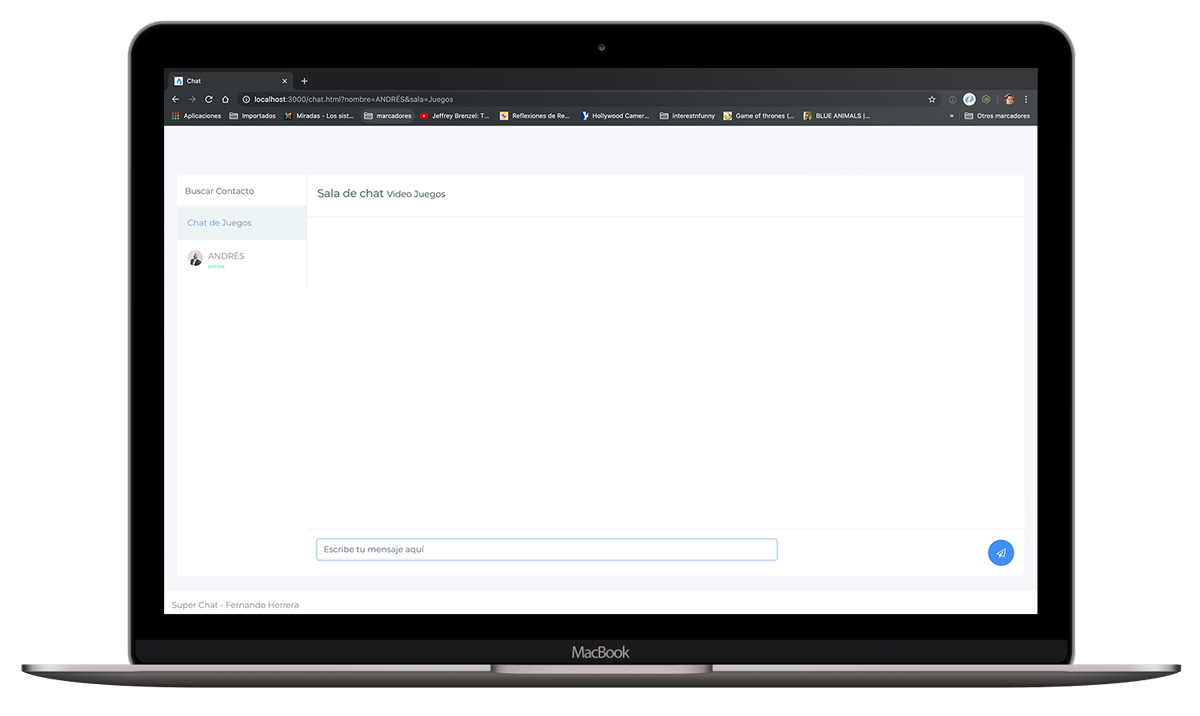 Chat
localhost:3000/chat.html?nombre=ANDRÉS&sala=Juegos
Aplicaciones Importados Miradas - Los sist... marcadores Jeffrey Brenzel: T... Reflexiones de Re... Hollywood Camer... interestnfunny Game of thrones (... BLUE ANIMALS |... » Otros marcadores
Buscar Contacto
Sala de chat Video Juegos
Chat de Juegos
ANDRÉS
online
Escribe tu mensaje aquí
Super Chat - Fernando Herrera
MacBook